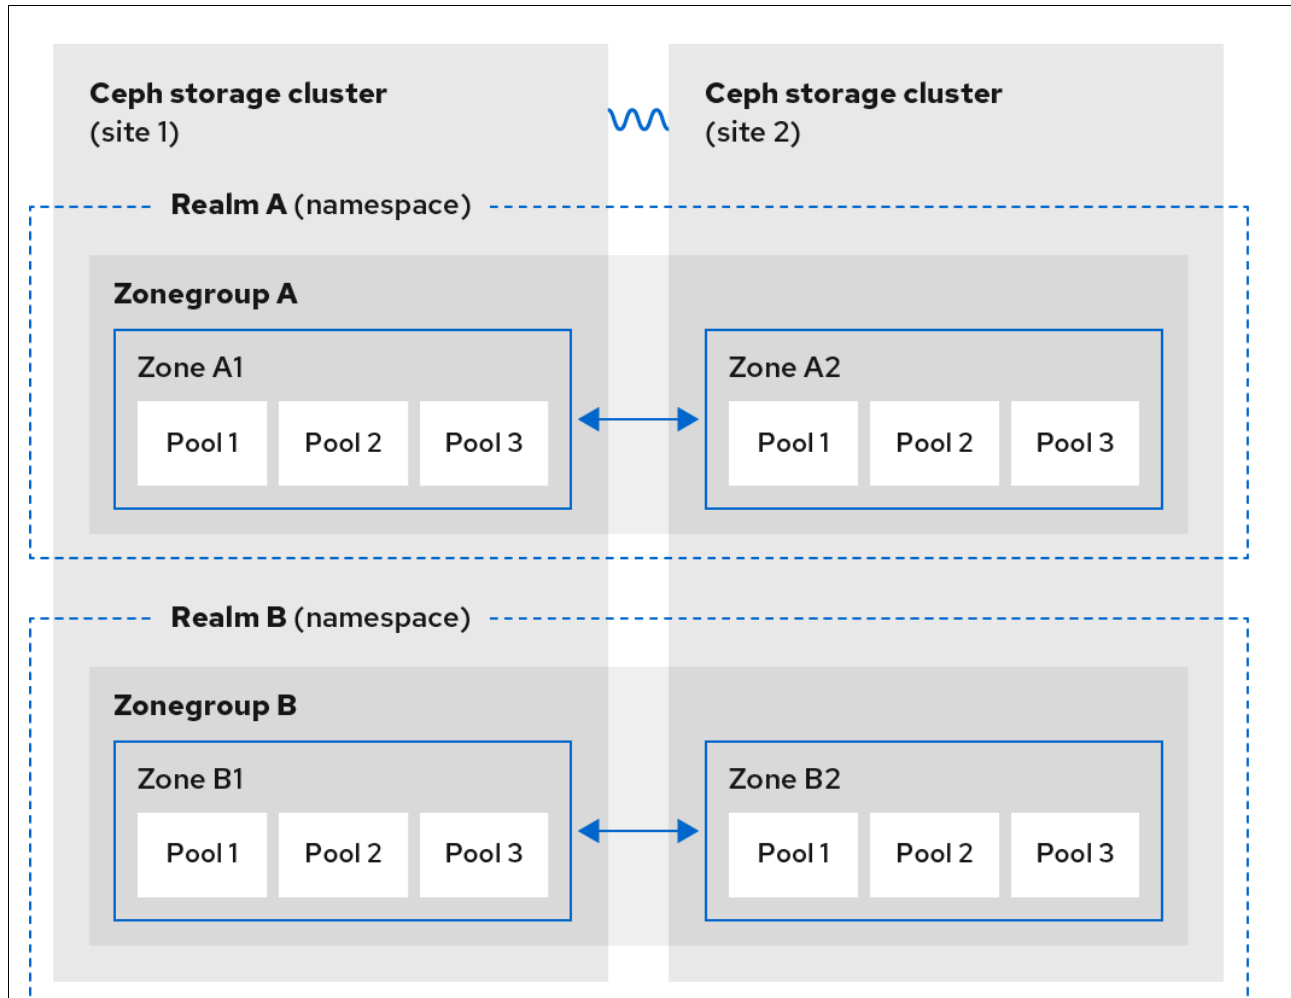 Ceph storage cluster
(site 1)
Ceph storage cluster
(site 2)
Realm A (namespace)
Zonegroup A
Zone A1
Pool 1
Pool 2
Pool 3
Zone A2
Pool 1
Pool 2
Pool 3
Realm B (namespace)
Zonegroup B
Zone B1
Pool 1
Pool 2
Pool 3
Zone B2
Pool 1
Pool 2
Pool 3